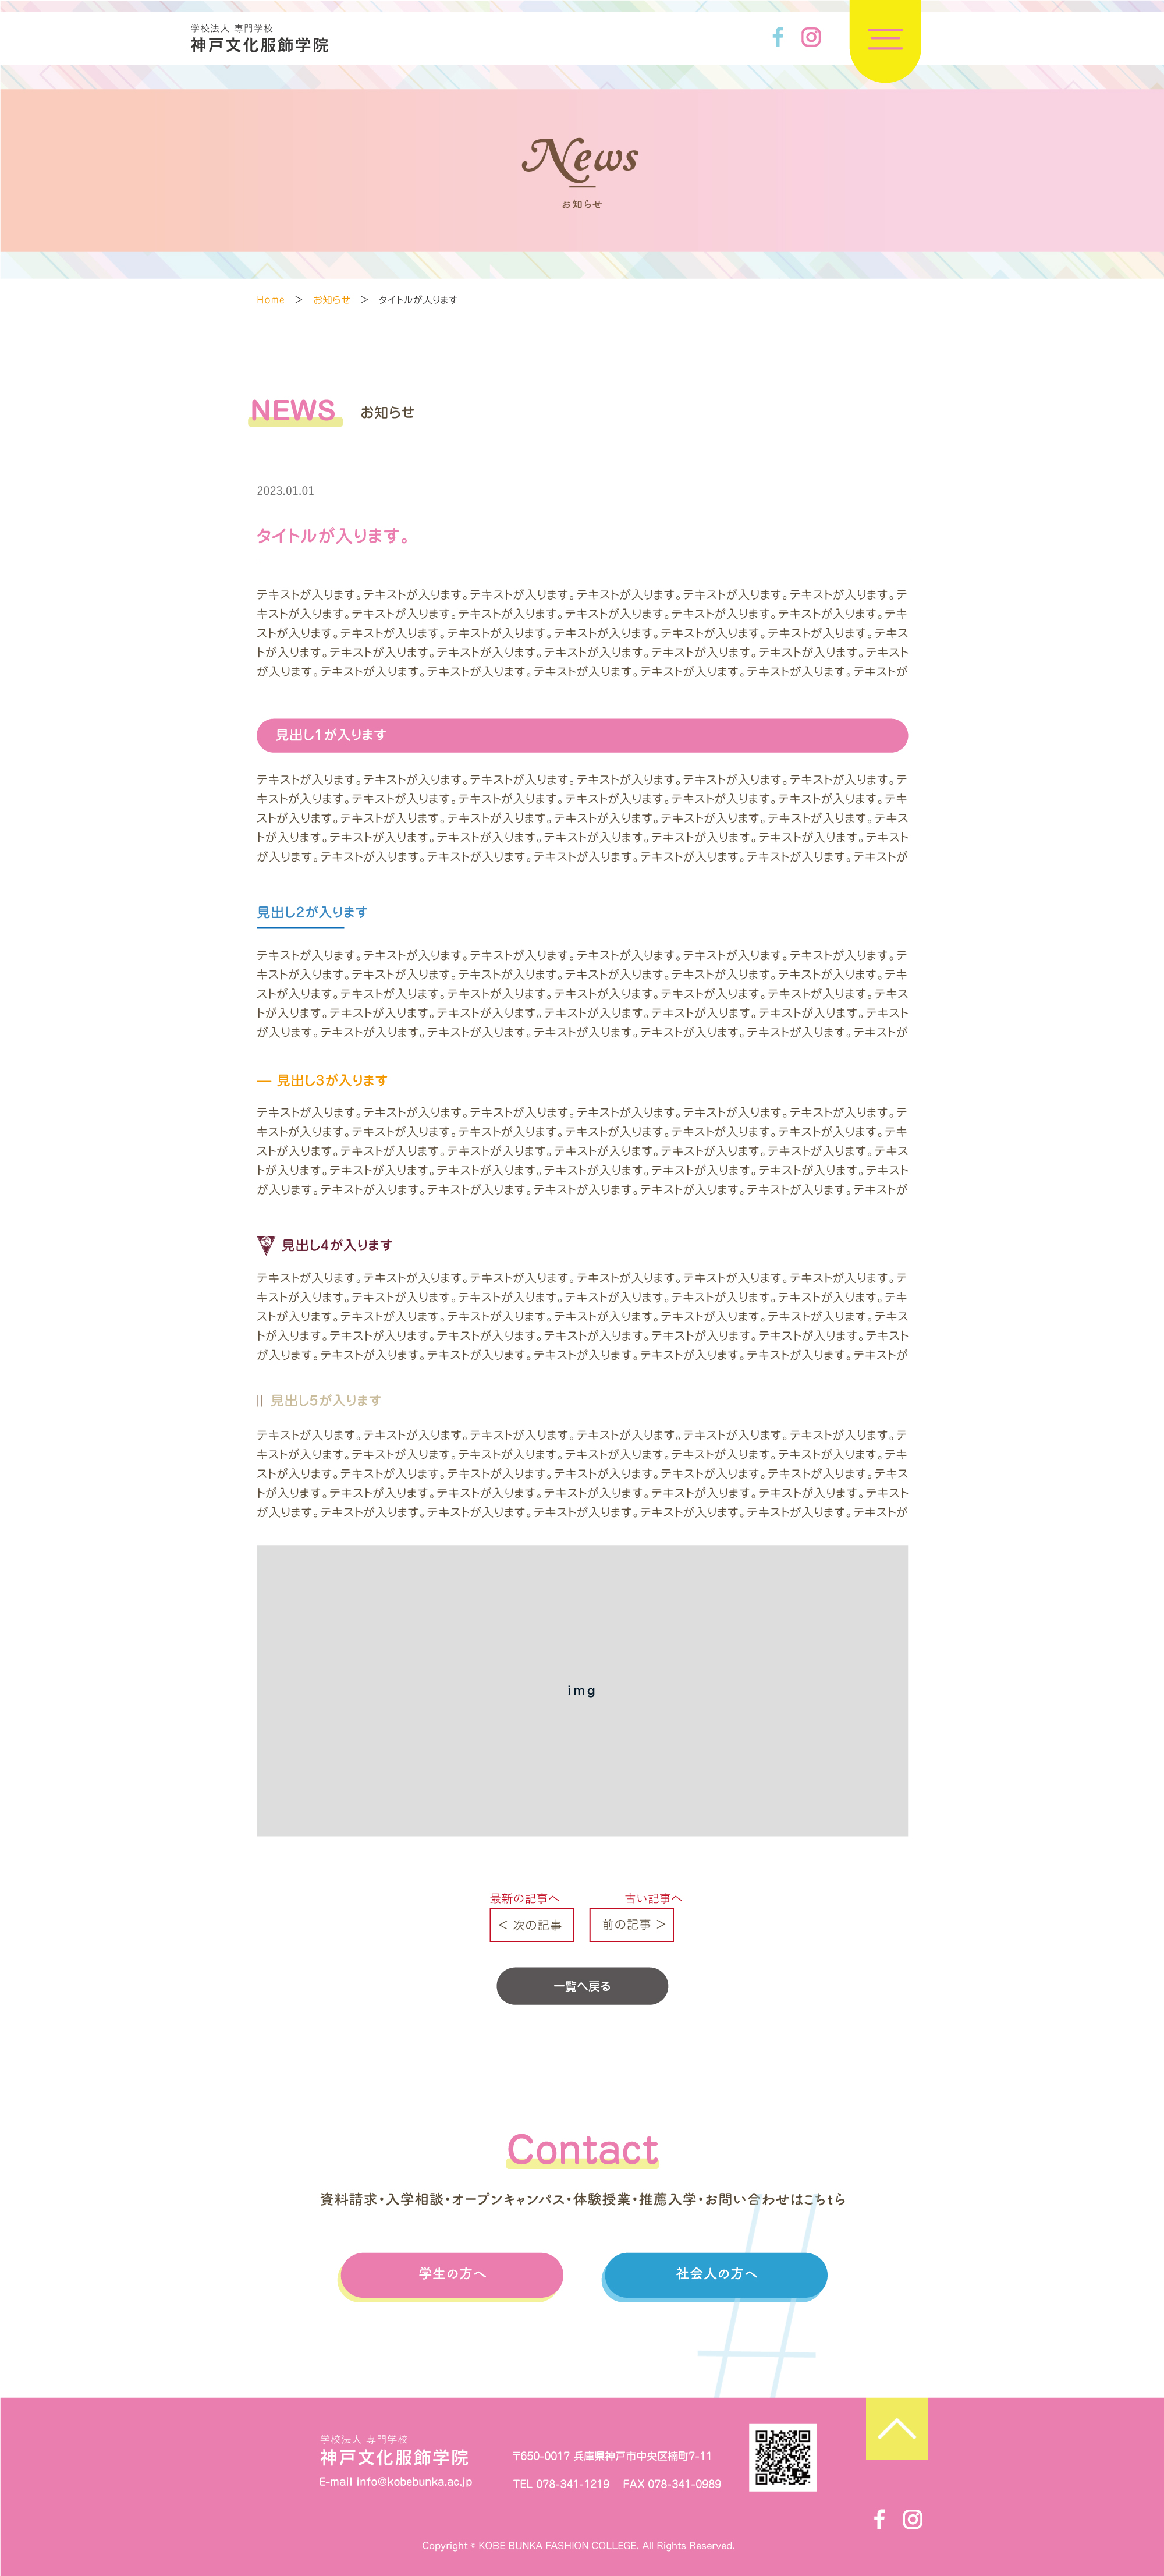 学校法人 専門学校
神戸文化服飾学院
News
お知らせ
Home > お知らせ > タイトルが入ります
NEWS お知らせ
2023.01.01
タイトルが入ります。
テキストが入ります。テキストが入ります。テキストが入ります。テキストが入ります。テキストが入ります。テキストが入ります。テ
キストが入ります。テキストが入ります。テキストが入ります。テキストが入ります。テキストが入ります。テキストが入ります。テキ
ストが入ります。テキストが入ります。テキストが入ります。テキストが入ります。テキストが入ります。テキストが入ります。テキス
トが入ります。テキストが入ります。テキストが入ります。テキストが入ります。テキストが入ります。テキストが入ります。テキスト
が入ります。テキストが入ります。テキストが入ります。テキストが入ります。テキストが入ります。テキストが入ります。テキストが
見出し1が入ります
テキストが入ります。テキストが入ります。テキストが入ります。テキストが入ります。テキストが入ります。テキストが入ります。テ
キストが入ります。テキストが入ります。テキストが入ります。テキストが入ります。テキストが入ります。テキストが入ります。テキ
ストが入ります。テキストが入ります。テキストが入ります。テキストが入ります。テキストが入ります。テキストが入ります。テキス
トが入ります。テキストが入ります。テキストが入ります。テキストが入ります。テキストが入ります。テキストが入ります。テキスト
が入ります。テキストが入ります。テキストが入ります。テキストが入ります。テキストが入ります。テキストが入ります。テキストが
見出し2が入ります
テキストが入ります。テキストが入ります。テキストが入ります。テキストが入ります。テキストが入ります。テキストが入ります。テ
キストが入ります。テキストが入ります。テキストが入ります。テキストが入ります。テキストが入ります。テキストが入ります。テキ
ストが入ります。テキストが入ります。テキストが入ります。テキストが入ります。テキストが入ります。テキストが入ります。テキス
トが入ります。テキストが入ります。テキストが入ります。テキストが入ります。テキストが入ります。テキストが入ります。テキスト
が入ります。テキストが入ります。テキストが入ります。テキストが入ります。テキストが入ります。テキストが入ります。テキストが
— 見出し3が入ります
テキストが入ります。テキストが入ります。テキストが入ります。テキストが入ります。テキストが入ります。テキストが入ります。テ
キストが入ります。テキストが入ります。テキストが入ります。テキストが入ります。テキストが入ります。テキストが入ります。テキ
ストが入ります。テキストが入ります。テキストが入ります。テキストが入ります。テキストが入ります。テキストが入ります。テキス
トが入ります。テキストが入ります。テキストが入ります。テキストが入ります。テキストが入ります。テキストが入ります。テキスト
が入ります。テキストが入ります。テキストが入ります。テキストが入ります。テキストが入ります。テキストが入ります。テキストが
見出し4が入ります
テキストが入ります。テキストが入ります。テキストが入ります。テキストが入ります。テキストが入ります。テキストが入ります。テ
キストが入ります。テキストが入ります。テキストが入ります。テキストが入ります。テキストが入ります。テキストが入ります。テキ
ストが入ります。テキストが入ります。テキストが入ります。テキストが入ります。テキストが入ります。テキストが入ります。テキス
トが入ります。テキストが入ります。テキストが入ります。テキストが入ります。テキストが入ります。テキストが入ります。テキスト
が入ります。テキストが入ります。テキストが入ります。テキストが入ります。テキストが入ります。テキストが入ります。テキストが
見出し5が入ります
テキストが入ります。テキストが入ります。テキストが入ります。テキストが入ります。テキストが入ります。テキストが入ります。テ
キストが入ります。テキストが入ります。テキストが入ります。テキストが入ります。テキストが入ります。テキストが入ります。テキ
ストが入ります。テキストが入ります。テキストが入ります。テキストが入ります。テキストが入ります。テキストが入ります。テキス
トが入ります。テキストが入ります。テキストが入ります。テキストが入ります。テキストが入ります。テキストが入ります。テキスト
が入ります。テキストが入ります。テキストが入ります。テキストが入ります。テキストが入ります。テキストが入ります。テキストが
img
最新の記事へ 古い記事へ
< 次の記事 前の記事 >
一覧へ戻る
Contact
資料請求・入学相談・オープンキャンパス・体験授業・推薦入学・お問い合わせはこちtら
学生の方へ 社会人の方へ
学校法人 専門学校
神戸文化服飾学院
E-mail info@kobebunka.ac.jp
〒650-0017 兵庫県神戸市中央区楠町7-11
TEL 078-341-1219 FAX 078-341-0989
Copyright © KOBE BUNKA FASHION COLLEGE. All Rights Reserved.